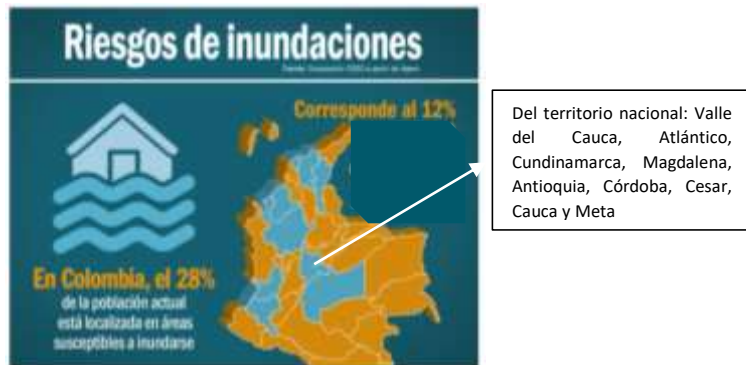 Riesgos de inundaciones
Corresponde al 12%
Del territorio nacional: Valle
del Cauca, Atlántico,
Cundinamarca, Magdalena,
Antioquia, Córdoba, Cesar,
Cauca y Meta
En Colombia, el 28%
de la población actual
está localizada en áreas
susceptibles a inundarse